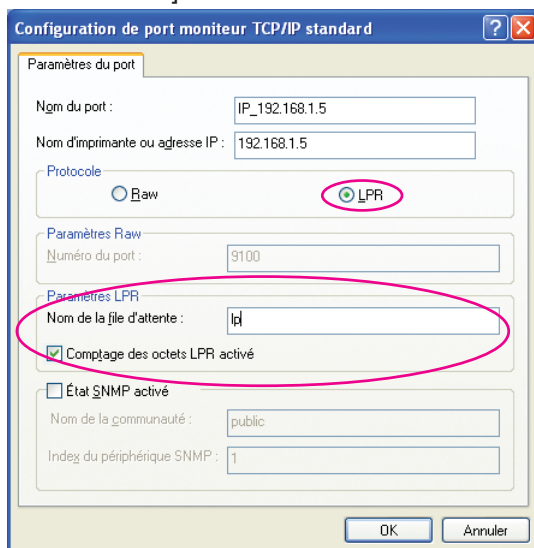 Configuration de port moniteur TCP/IP standard
Paramètres du port
Nom du port :
IP_192.168.1.5
Nom d'imprimante ou adresse IP :
192.168.1.5
Protocole
Raw
LPR
Paramètres Raw
Numéro du port :
9100
Paramètres LPR
Nom de la file d'attente :
lp
Comptage des octets LPR activé
État SNMP activé
Nom de la communauté :
public
Index du périphérique SNMP :
1
OK
Annuler